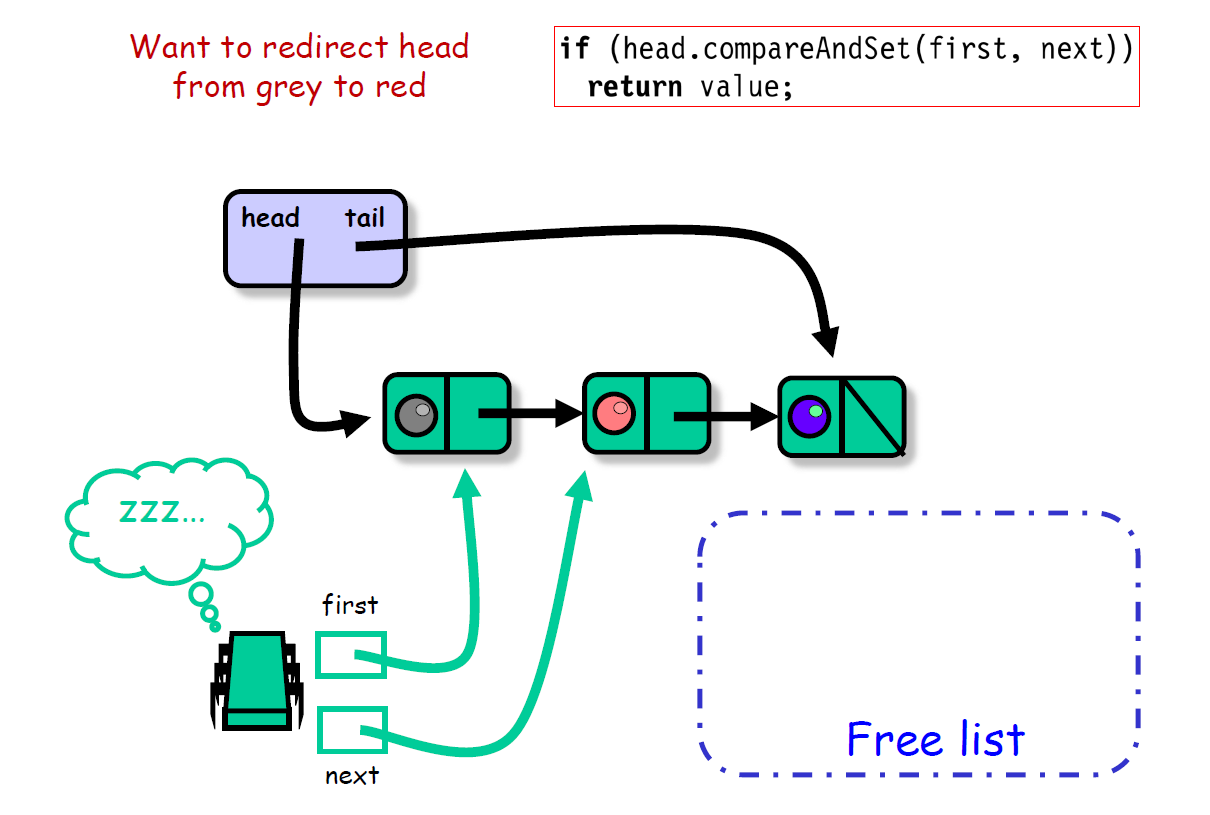 Want to redirect head
from grey to red
if (head.compareAndSet(first, next))
return value;
head tail
zzz...
first
next
Free list